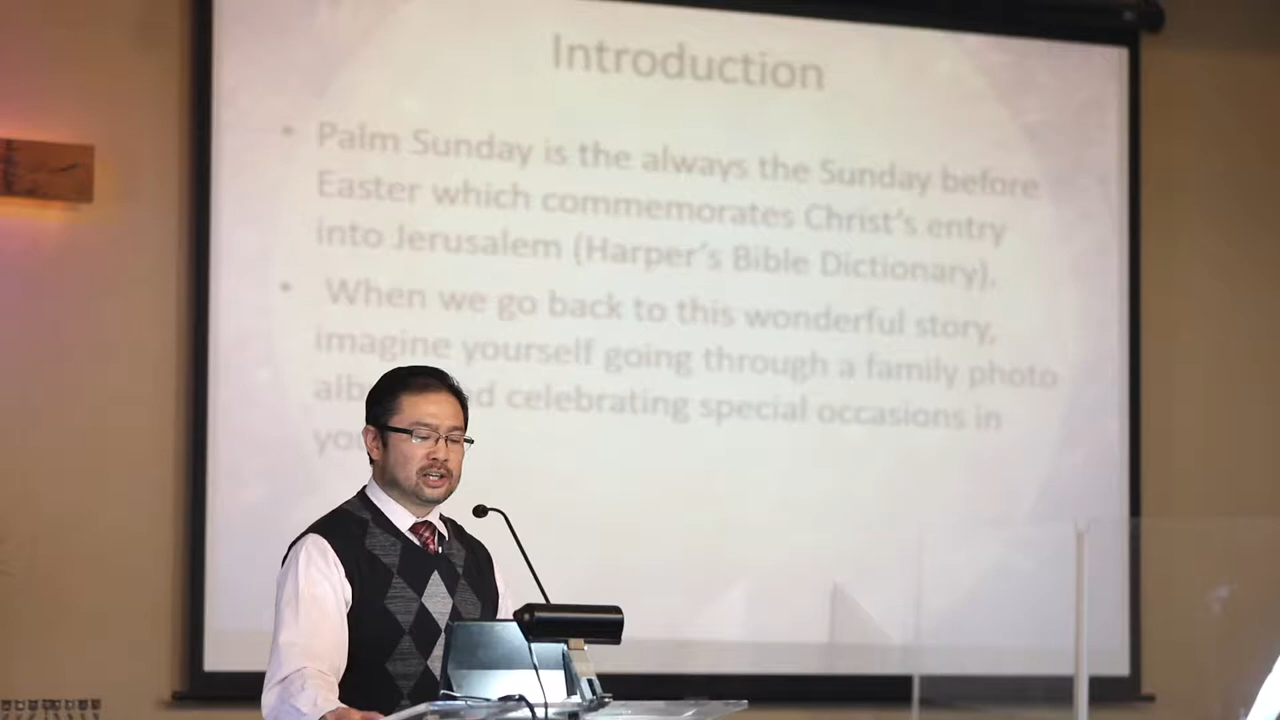 Introduction
• Palm Sunday is the always the Sunday before
Easter which commemorates Christ's entry
into Jerusalem (Harper's Bible Dictionary).
• When we go back to this wonderful story,
imagine yourself going through a family photo
celebrating special occasions in